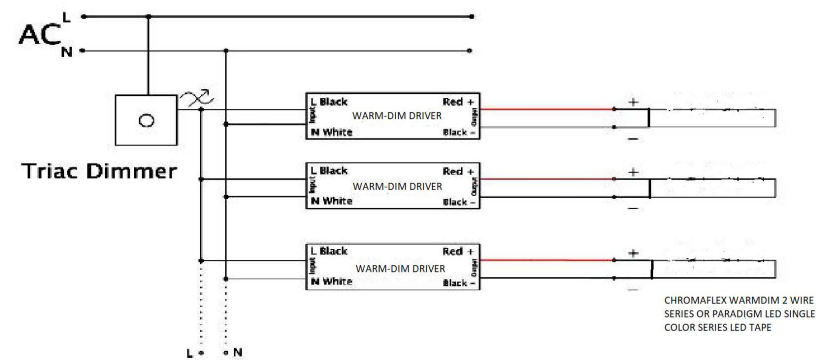 AC L
N
Triac Dimmer
L Black
Red +
Input
WARM-DIM DRIVER
Output
N White
Black –
+
–
L Black
Red +
Input
WARM-DIM DRIVER
Output
N White
Black –
+
–
L Black
Red +
Input
WARM-DIM DRIVER
Output
N White
Black –
+
–
CHROMAFLEX WARMDIM 2 WIRE
SERIES OR PARADIGM LED SINGLE
COLOR SERIES LED TAPE
L N